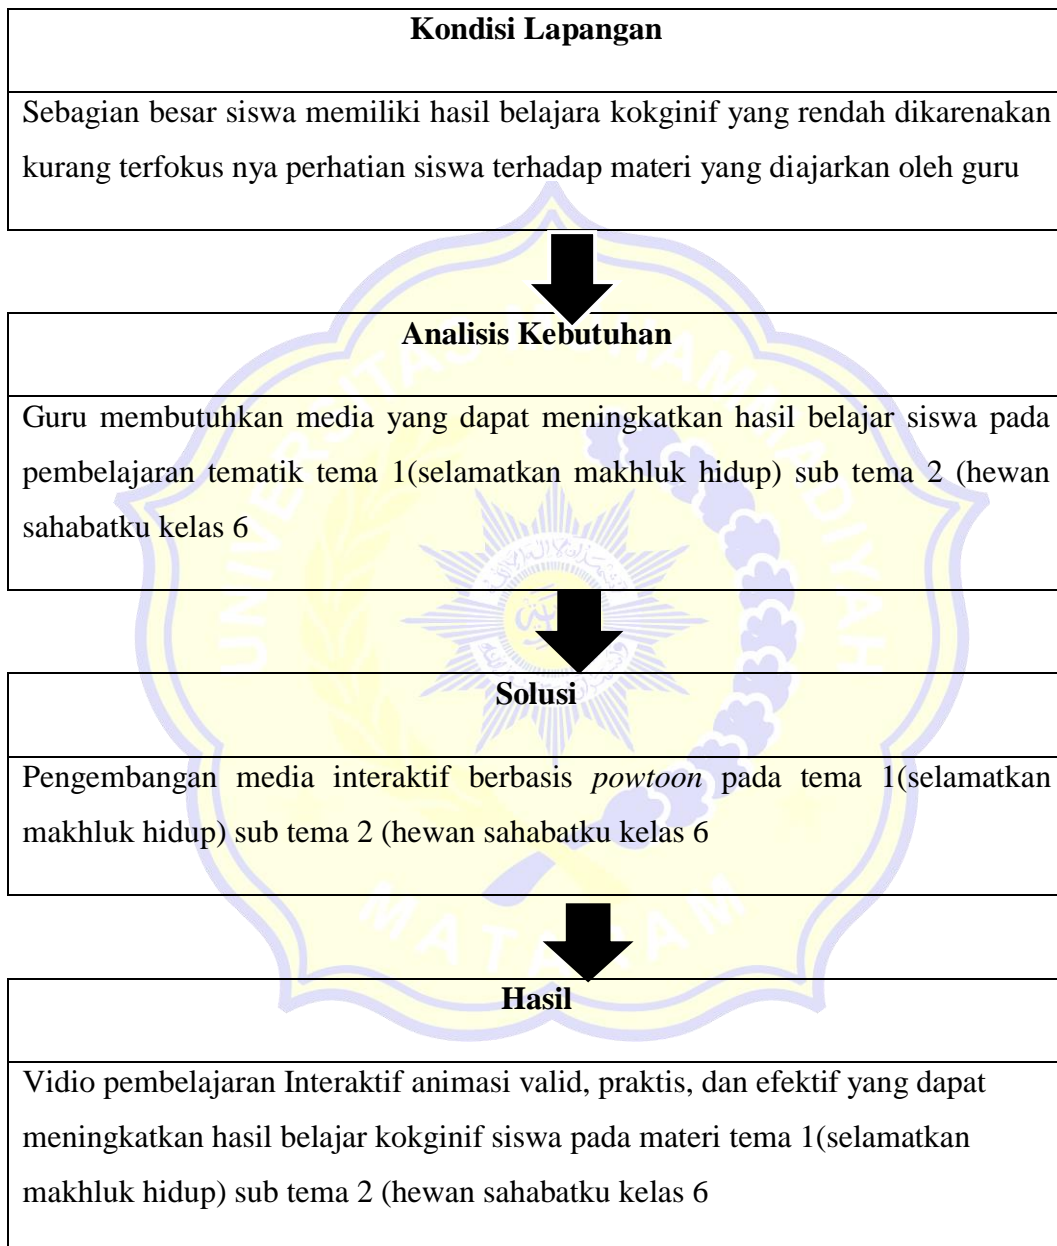 Kondisi Lapangan
Sebagian besar siswa memiliki hasil belajara kokginif yang rendah dikarenakan
kurang terfokus nya perhatian siswa terhadap materi yang diajarkan oleh guru
Analisis Kebutuhan
Guru membutuhkan media yang dapat meningkatkan hasil belajar siswa pada
pembelajaran tematik tema 1(selamatkan makhluk hidup) sub tema 2 (hewan
sahabatku kelas 6
Solusi
Pengembangan media interaktif berbasis powtoon pada tema 1(selamatkan
makhluk hidup) sub tema 2 (hewan sahabatku kelas 6
Hasil
Vidio pembelajaran Interaktif animasi valid, praktis, dan efektif yang dapat
meningkatkan hasil belajar kokginif siswa pada materi tema 1(selamatkan
makhluk hidup) sub tema 2 (hewan sahabatku kelas 6
UNIVERSITAS MUHAMMADIYAH
MATARAM